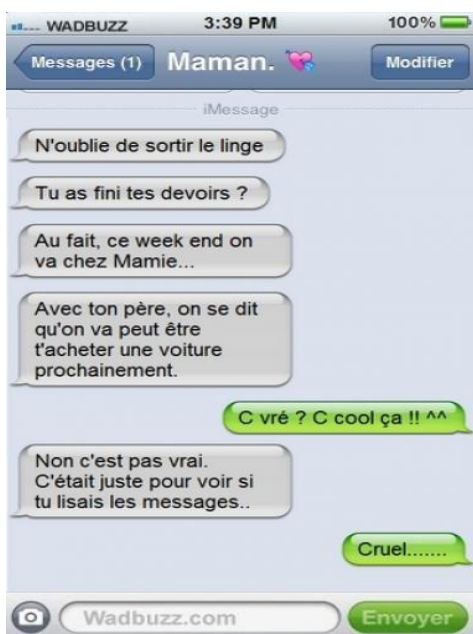 WADBUZZ 3:39 PM 100%
Messages (1) Maman. 💘 Modifier
iMessage
N'oublie de sortir le linge
Tu as fini tes devoirs ?
Au fait, ce week end on
va chez Mamie...
Avec ton père, on se dit
qu'on va peut être
t'acheter une voiture
prochainement.
C vré ? C cool ça !! ^^
Non c'est pas vrai.
C'était juste pour voir si
tu lisais les messages..
Cruel.......
Wadbuzz.com Envoyer